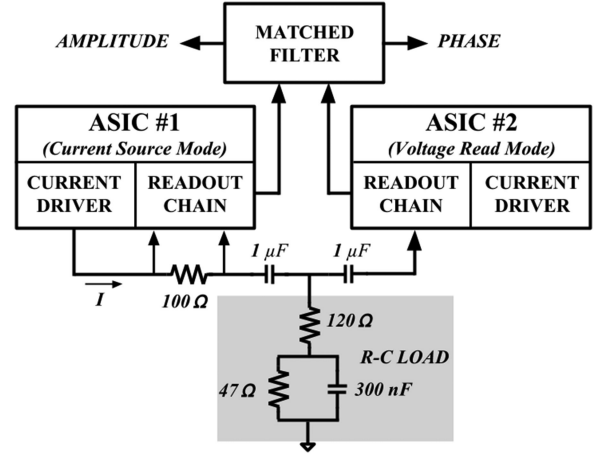 AMPLITUDE
MATCHED
FILTER
PHASE
ASIC #1
(Current Source Mode)
CURRENT
DRIVER
READOUT
CHAIN
ASIC #2
(Voltage Read Mode)
READOUT
CHAIN
CURRENT
DRIVER
I
100 Ω
1 µF
1 µF
120 Ω
R-C LOAD
47 Ω
300 nF